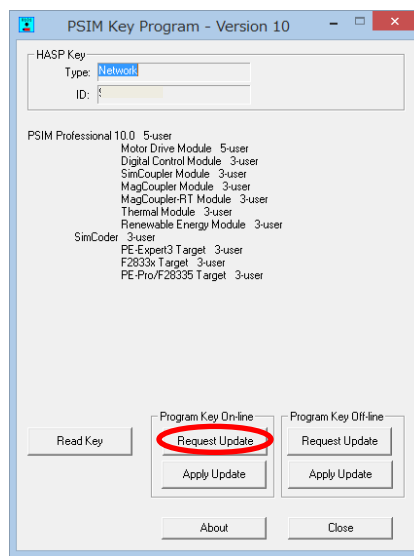 PSIM Key Program - Version 10
HASP Key
Type: Network
ID:
PSIM Professional 10.0 5-user
Motor Drive Module 5-user
Digital Control Module 3-user
SimCoupler Module 3-user
MagCoupler Module 3-user
MagCoupler-RT Module 3-user
Thermal Module 3-user
Renewable Energy Module 3-user
SimCoder 3-user
PE-Expert3 Target 3-user
F2833x Target 3-user
PE-Pro/F28335 Target 3-user
Program Key On-line Program Key Off-line
Read Key Request Update Request Update
Apply Update Apply Update
About Close